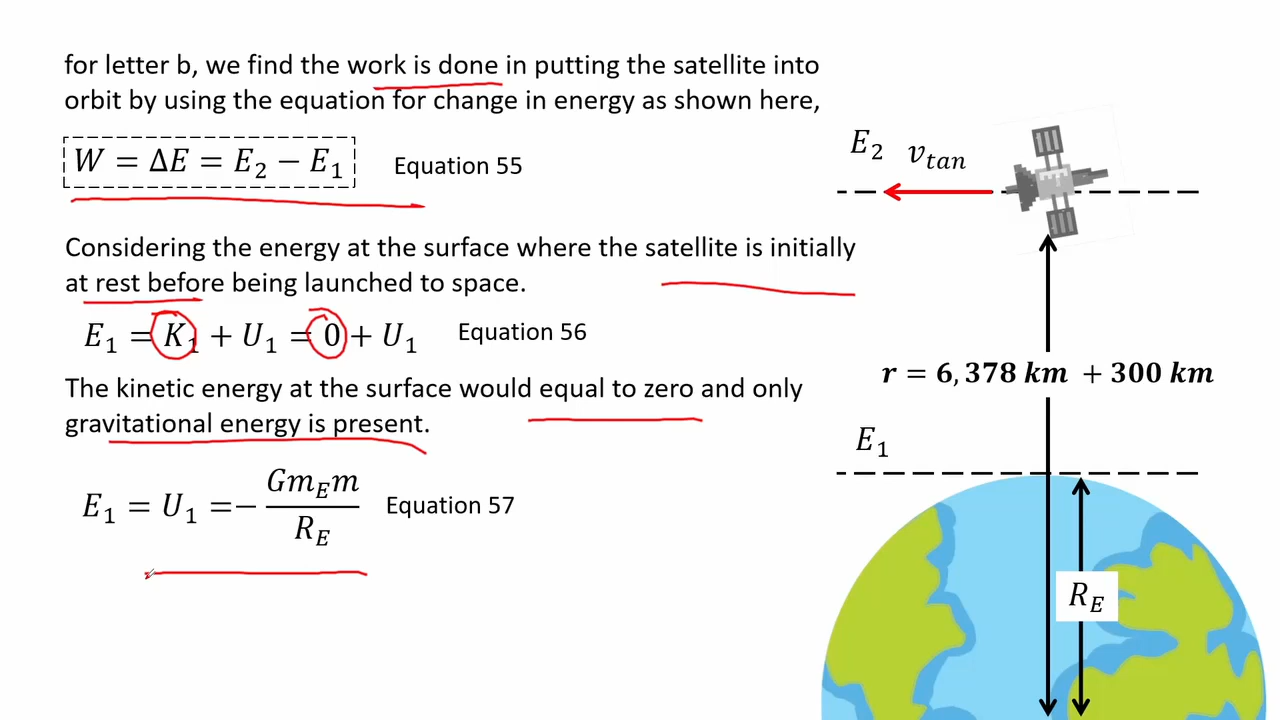 for letter b, we find the work is done in putting the satellite into
orbit by using the equation for change in energy as shown here,
W = ΔE = E₂ − E₁ Equation 55
Considering the energy at the surface where the satellite is initially
at rest before being launched to space.
E₁ = K₁ + U₁ = 0 + U₁ Equation 56
The kinetic energy at the surface would equal to zero and only
gravitational energy is present.
E₁ = U₁ =− Gm_Em / R_E Equation 57
E₂ v_tan
r = 6,378 km + 300 km
E₁
R_E